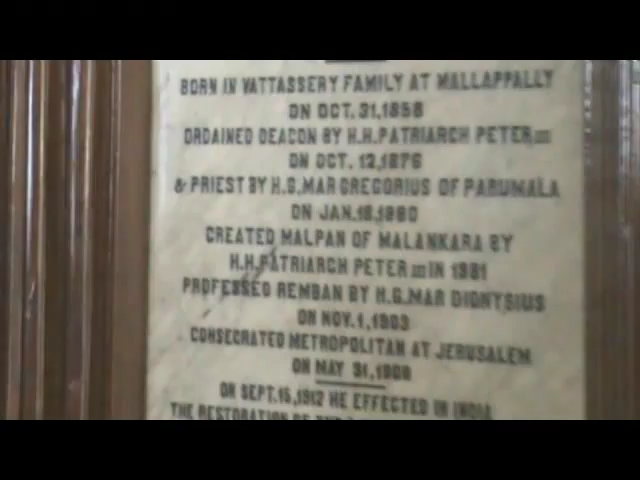 BORN IN VATTASSERY FAMILY AT MALLAPPALLY
ON OCT. 31,1858
ORDAINED DEACON BY H.H.PATRIARCH PETER III
ON OCT. 12,1876
& PRIEST BY H.G.MAR GREGORIUS OF PARUMALA
ON JAN.18,1880
CREATED MALPAN OF MALANKARA BY
H.H.PATRIARCH PETER III IN 1881
PROFESSED REMBAN BY H.G.MAR DIONYSIUS
ON NOV.1,1903
CONSECRATED METROPOLITAN AT JERUSALEM
ON MAY 31,1908
ON SEPT.15,1912 HE EFFECTED IN INDIA
THE RESTORATION OF